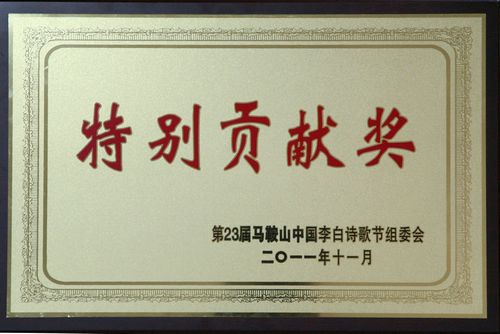 特别贡献奖
第23届马鞍山中国李白诗歌节组委会
二〇一一年十一月